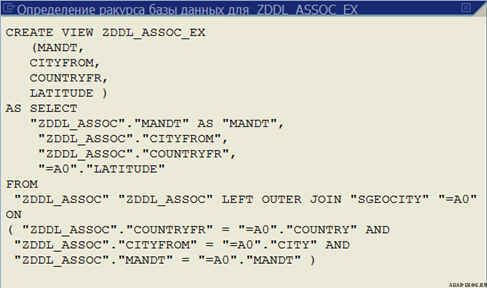 Определение ракурса базы данных для ZDDL_ASSOC_EX
CREATE VIEW ZDDL_ASSOC_EX
(MANDT,
CITYFROM,
COUNTRYFR,
LATITUDE )
AS SELECT
"ZDDL_ASSOC"."MANDT" AS "MANDT",
"ZDDL_ASSOC"."CITYFROM",
"ZDDL_ASSOC"."COUNTRYFR",
"=A0"."LATITUDE"
FROM
"ZDDL_ASSOC" "ZDDL_ASSOC" LEFT OUTER JOIN "SGEOCITY" "=A0"
ON
( "ZDDL_ASSOC"."COUNTRYFR" = "=A0"."COUNTRY" AND
"ZDDL_ASSOC"."CITYFROM" = "=A0"."CITY" AND
"ZDDL_ASSOC"."MANDT" = "=A0"."MANDT" )
ABAP-BLOG.RU